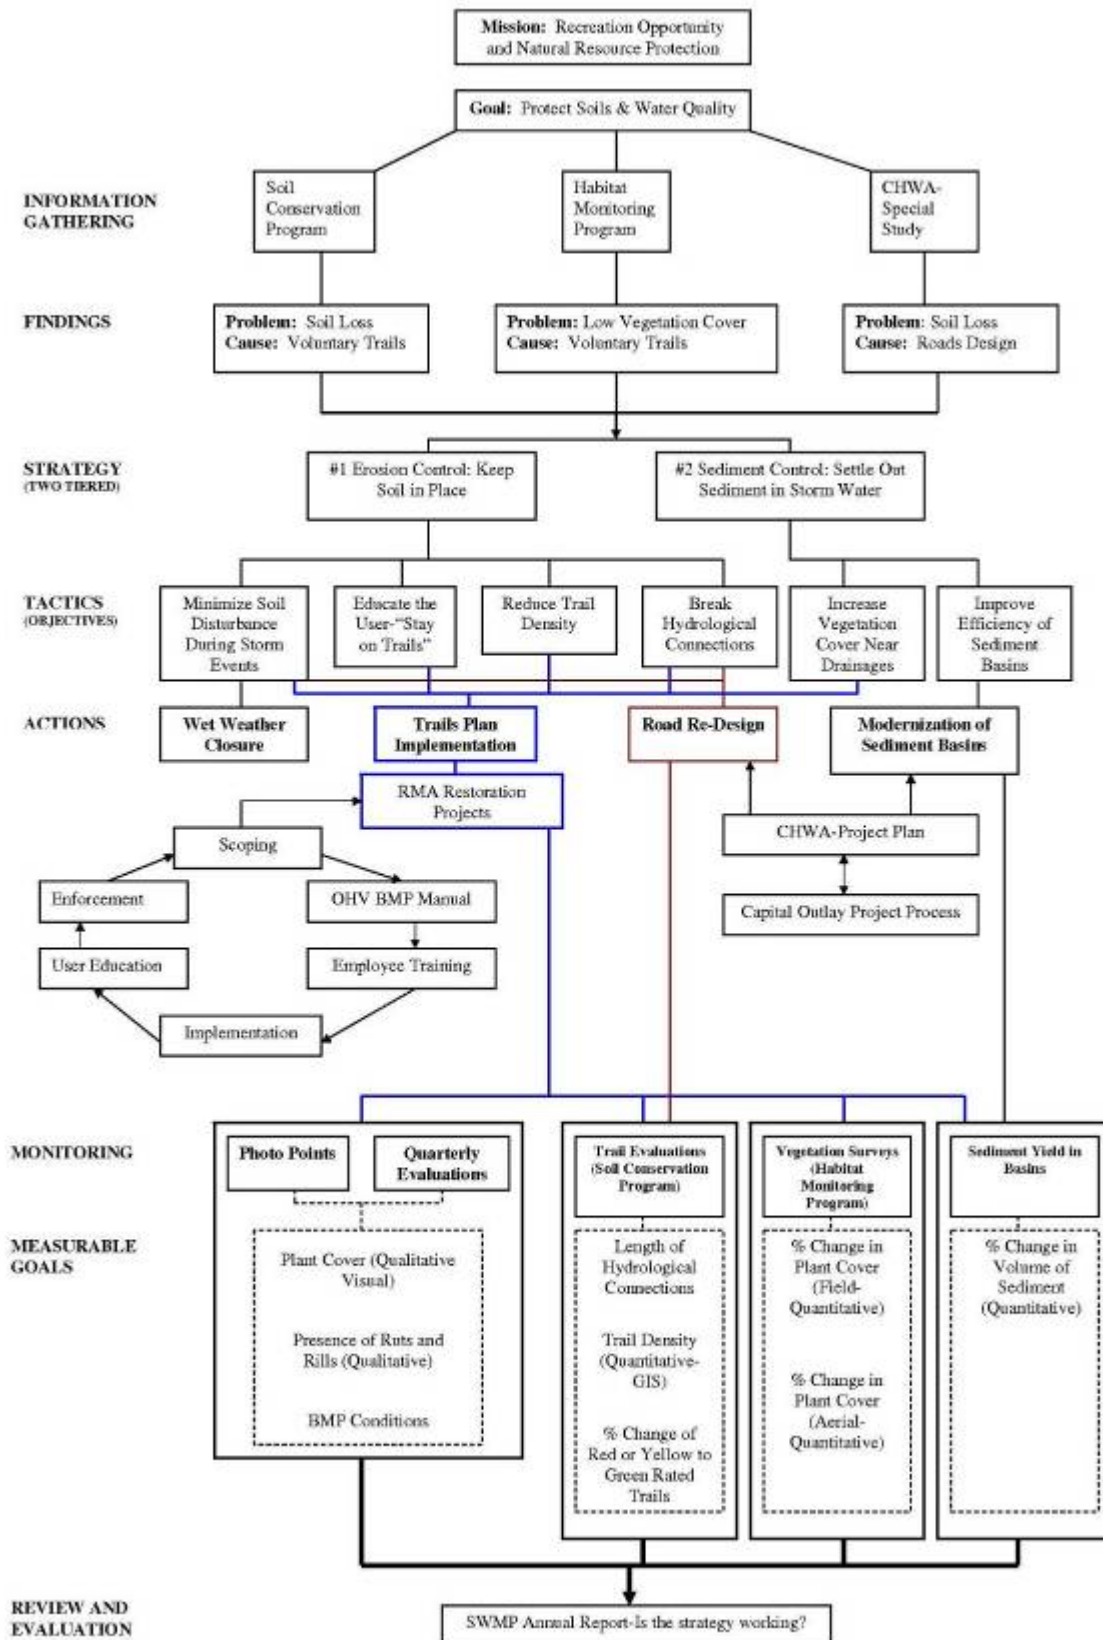 Mission: Recreation Opportunity
and Natural Resource Protection
Goal: Protect Soils & Water Quality
INFORMATION
GATHERING
Soil
Conservation
Program
Habitat
Monitoring
Program
CHWA-
Special
Study
FINDINGS
Problem: Soil Loss
Cause: Voluntary Trails
Problem: Low Vegetation Cover
Cause: Voluntary Trails
Problem: Soil Loss
Cause: Roads Design
STRATEGY
(TWO TIERED)
#1 Erosion Control: Keep
Soil in Place
#2 Sediment Control: Settle Out
Sediment in Storm Water
TACTICS
(OBJECTIVES)
Minimize Soil
Disturbance
During Storm
Events
Educate the
User-“Stay
on Trails”
Reduce Trail
Density
Break
Hydrological
Connections
Increase
Vegetation
Cover Near
Drainages
Improve
Efficiency of
Sediment
Basins
ACTIONS
Wet Weather
Closure
Trails Plan
Implementation
Road Re-Design
Modernization of
Sediment Basins
RMA Restoration
Projects
Scoping
CHWA-Project Plan
Enforcement
OHV BMP Manual
Capital Outlay Project Process
User Education
Employee Training
Implementation
MONITORING
Photo Points
Quarterly
Evaluations
Trail Evaluations
(Soil Conservation
Program)
Vegetation Surveys
(Habitat
Monitoring
Program)
Sediment Yield in
Basins
MEASURABLE
GOALS
Plant Cover (Qualitative
Visual)
Presence of Ruts and
Rills (Qualitative)
BMP Conditions
Length of
Hydrological
Connections
Trail Density
(Quantitative-
GIS)
% Change of
Red or Yellow to
Green Rated
Trails
% Change in
Plant Cover
(Field-
Quantitative)
% Change in
Plant Cover
(Aerial-
Quantitative)
% Change in
Volume of
Sediment
(Quantitative)
REVIEW AND
EVALUATION
SWMP Annual Report-Is the strategy working?